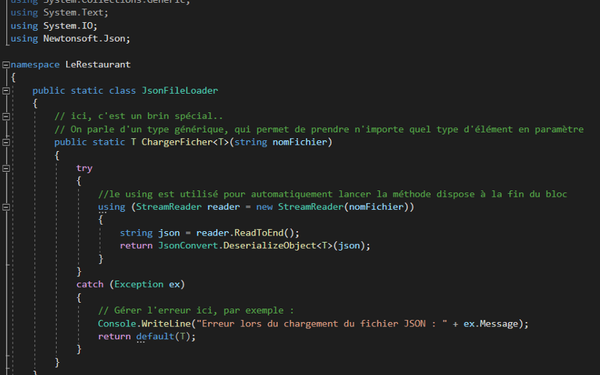 using System.Collections.Generic;
using System.Text;
using System.IO;
using Newtonsoft.Json;
namespace LeRestaurant
{
public static class JsonFileLoader
{
// ici, c'est un brin spécial..
// On parle d'un type générique, qui permet de prendre n'importe quel type d'élément en paramètre
public static T ChargerFicher<T>(string nomFichier)
{
try
{
//le using est utilisé pour automatiquement lancer la méthode dispose à la fin du bloc
using (StreamReader reader = new StreamReader(nomFichier))
{
string json = reader.ReadToEnd();
return JsonConvert.DeserializeObject<T>(json);
}
}
catch (Exception ex)
{
// Gérer l'erreur ici, par exemple :
Console.WriteLine("Erreur lors du chargement du fichier JSON : " + ex.Message);
return default(T);
}
}
}